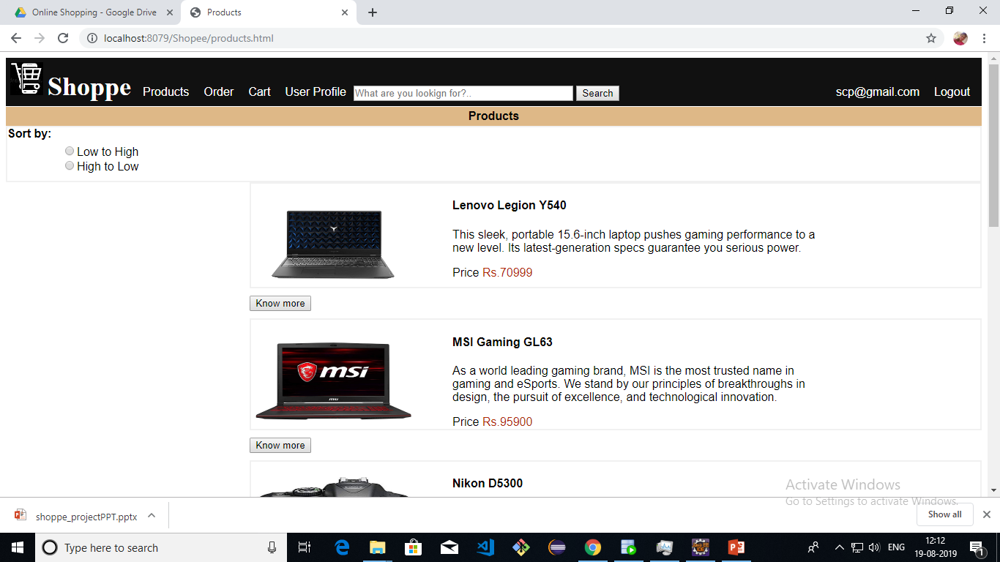 Online Shopping - Google Drive
Products
localhost:8079/Shopee/products.html
Shoppe
Products
Order
Cart
User Profile
What are you lookign for?..
Search
scp@gmail.com
Logout
Products
Sort by:
Low to High
High to Low
Lenovo Legion Y540
This sleek, portable 15.6-inch laptop pushes gaming performance to a
new level. Its latest-generation specs guarantee you serious power.
Price Rs.70999
Know more
msi
msi
MSI Gaming GL63
As a world leading gaming brand, MSI is the most trusted name in
gaming and eSports. We stand by our principles of breakthroughs in
design, the pursuit of excellence, and technological innovation.
Price Rs.95900
Know more
Nikon D5300
Activate Windows
Go to Settings to activate Windows.
shoppe_projectPPT.pptx
Show all
Type here to search
ENG
12:12
19-08-2019
1